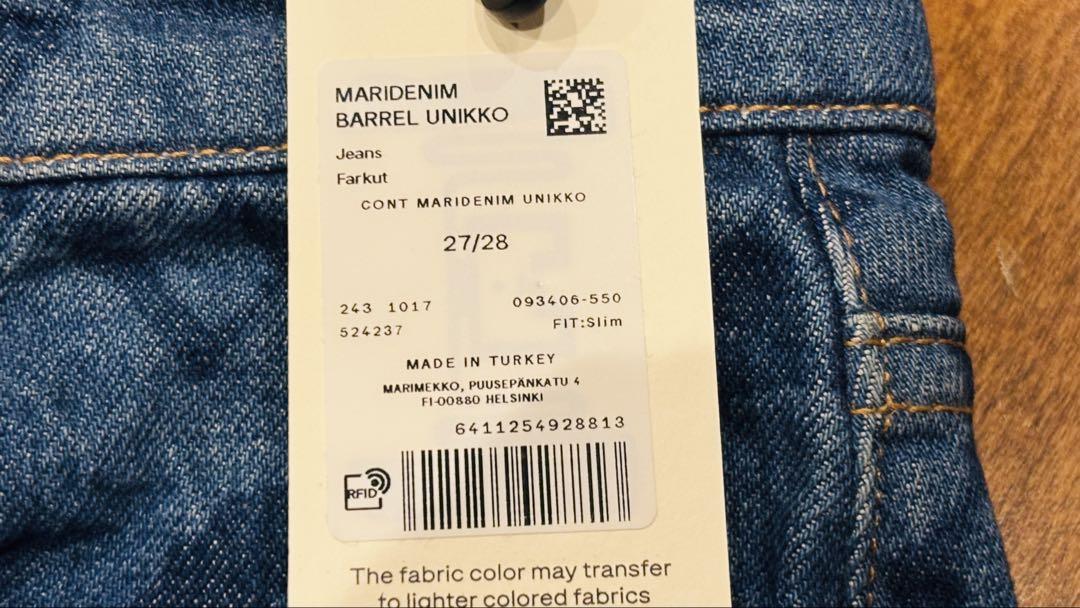 MARIDENIM
BARREL UNIKKO
Jeans
Farkut
CONT MARIDENIM UNIKKO
27/28
243 1017
093406-550
524237
FIT:Slim
MADE IN TURKEY
MARIMEKKO, PUUSEPÄNKATU 4
FI-00880 HELSINKI
6411254928813
RFID
The fabric color may transfer
to lighter colored fabrics